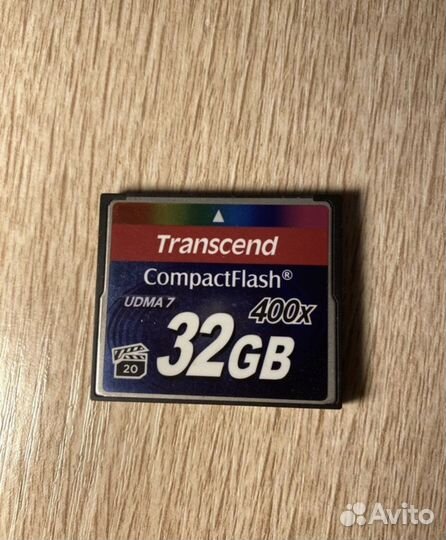 Transcend
CompactFlash®
UDMA 7
400x
32GB
20
Avito